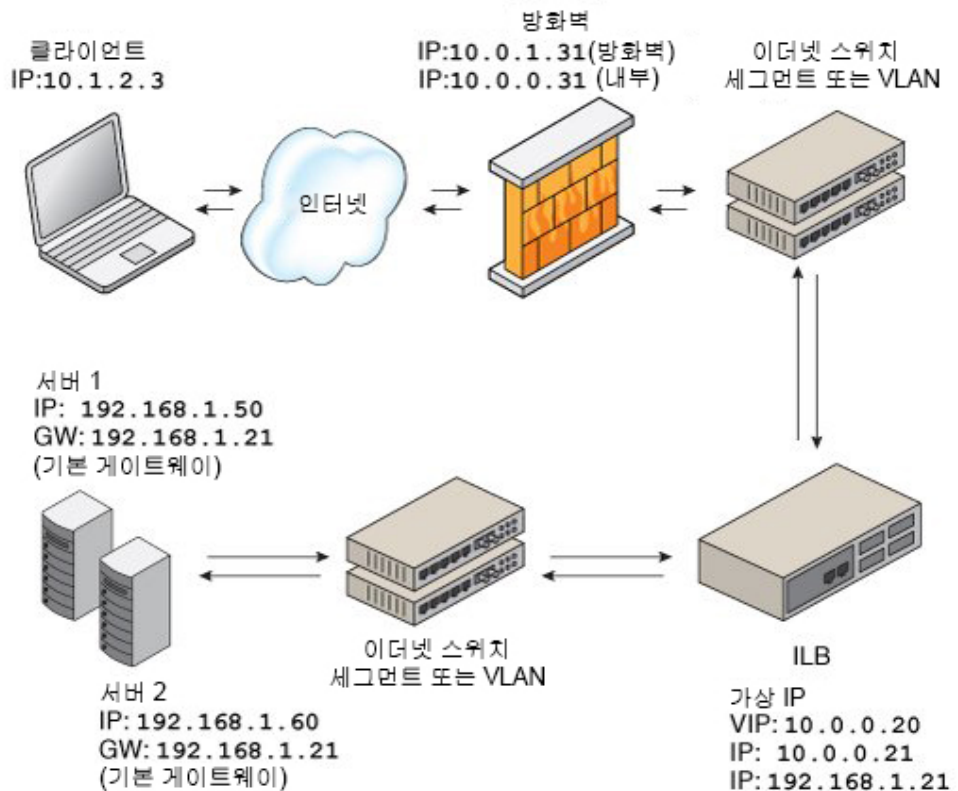 클라이언트
IP:10.1.2.3
방화벽
IP:10.0.1.31(방화벽)
IP:10.0.0.31 (내부)
이더넷 스위치
세그먼트 또는 VLAN
인터넷
서버 1
IP: 192.168.1.50
GW: 192.168.1.21
(기본 게이트웨이)
서버 2
IP: 192.168.1.60
GW: 192.168.1.21
(기본 게이트웨이)
이더넷 스위치
세그먼트 또는 VLAN
ILB
가상 IP
VIP: 10.0.0.20
IP: 10.0.0.21
IP: 192.168.1.21